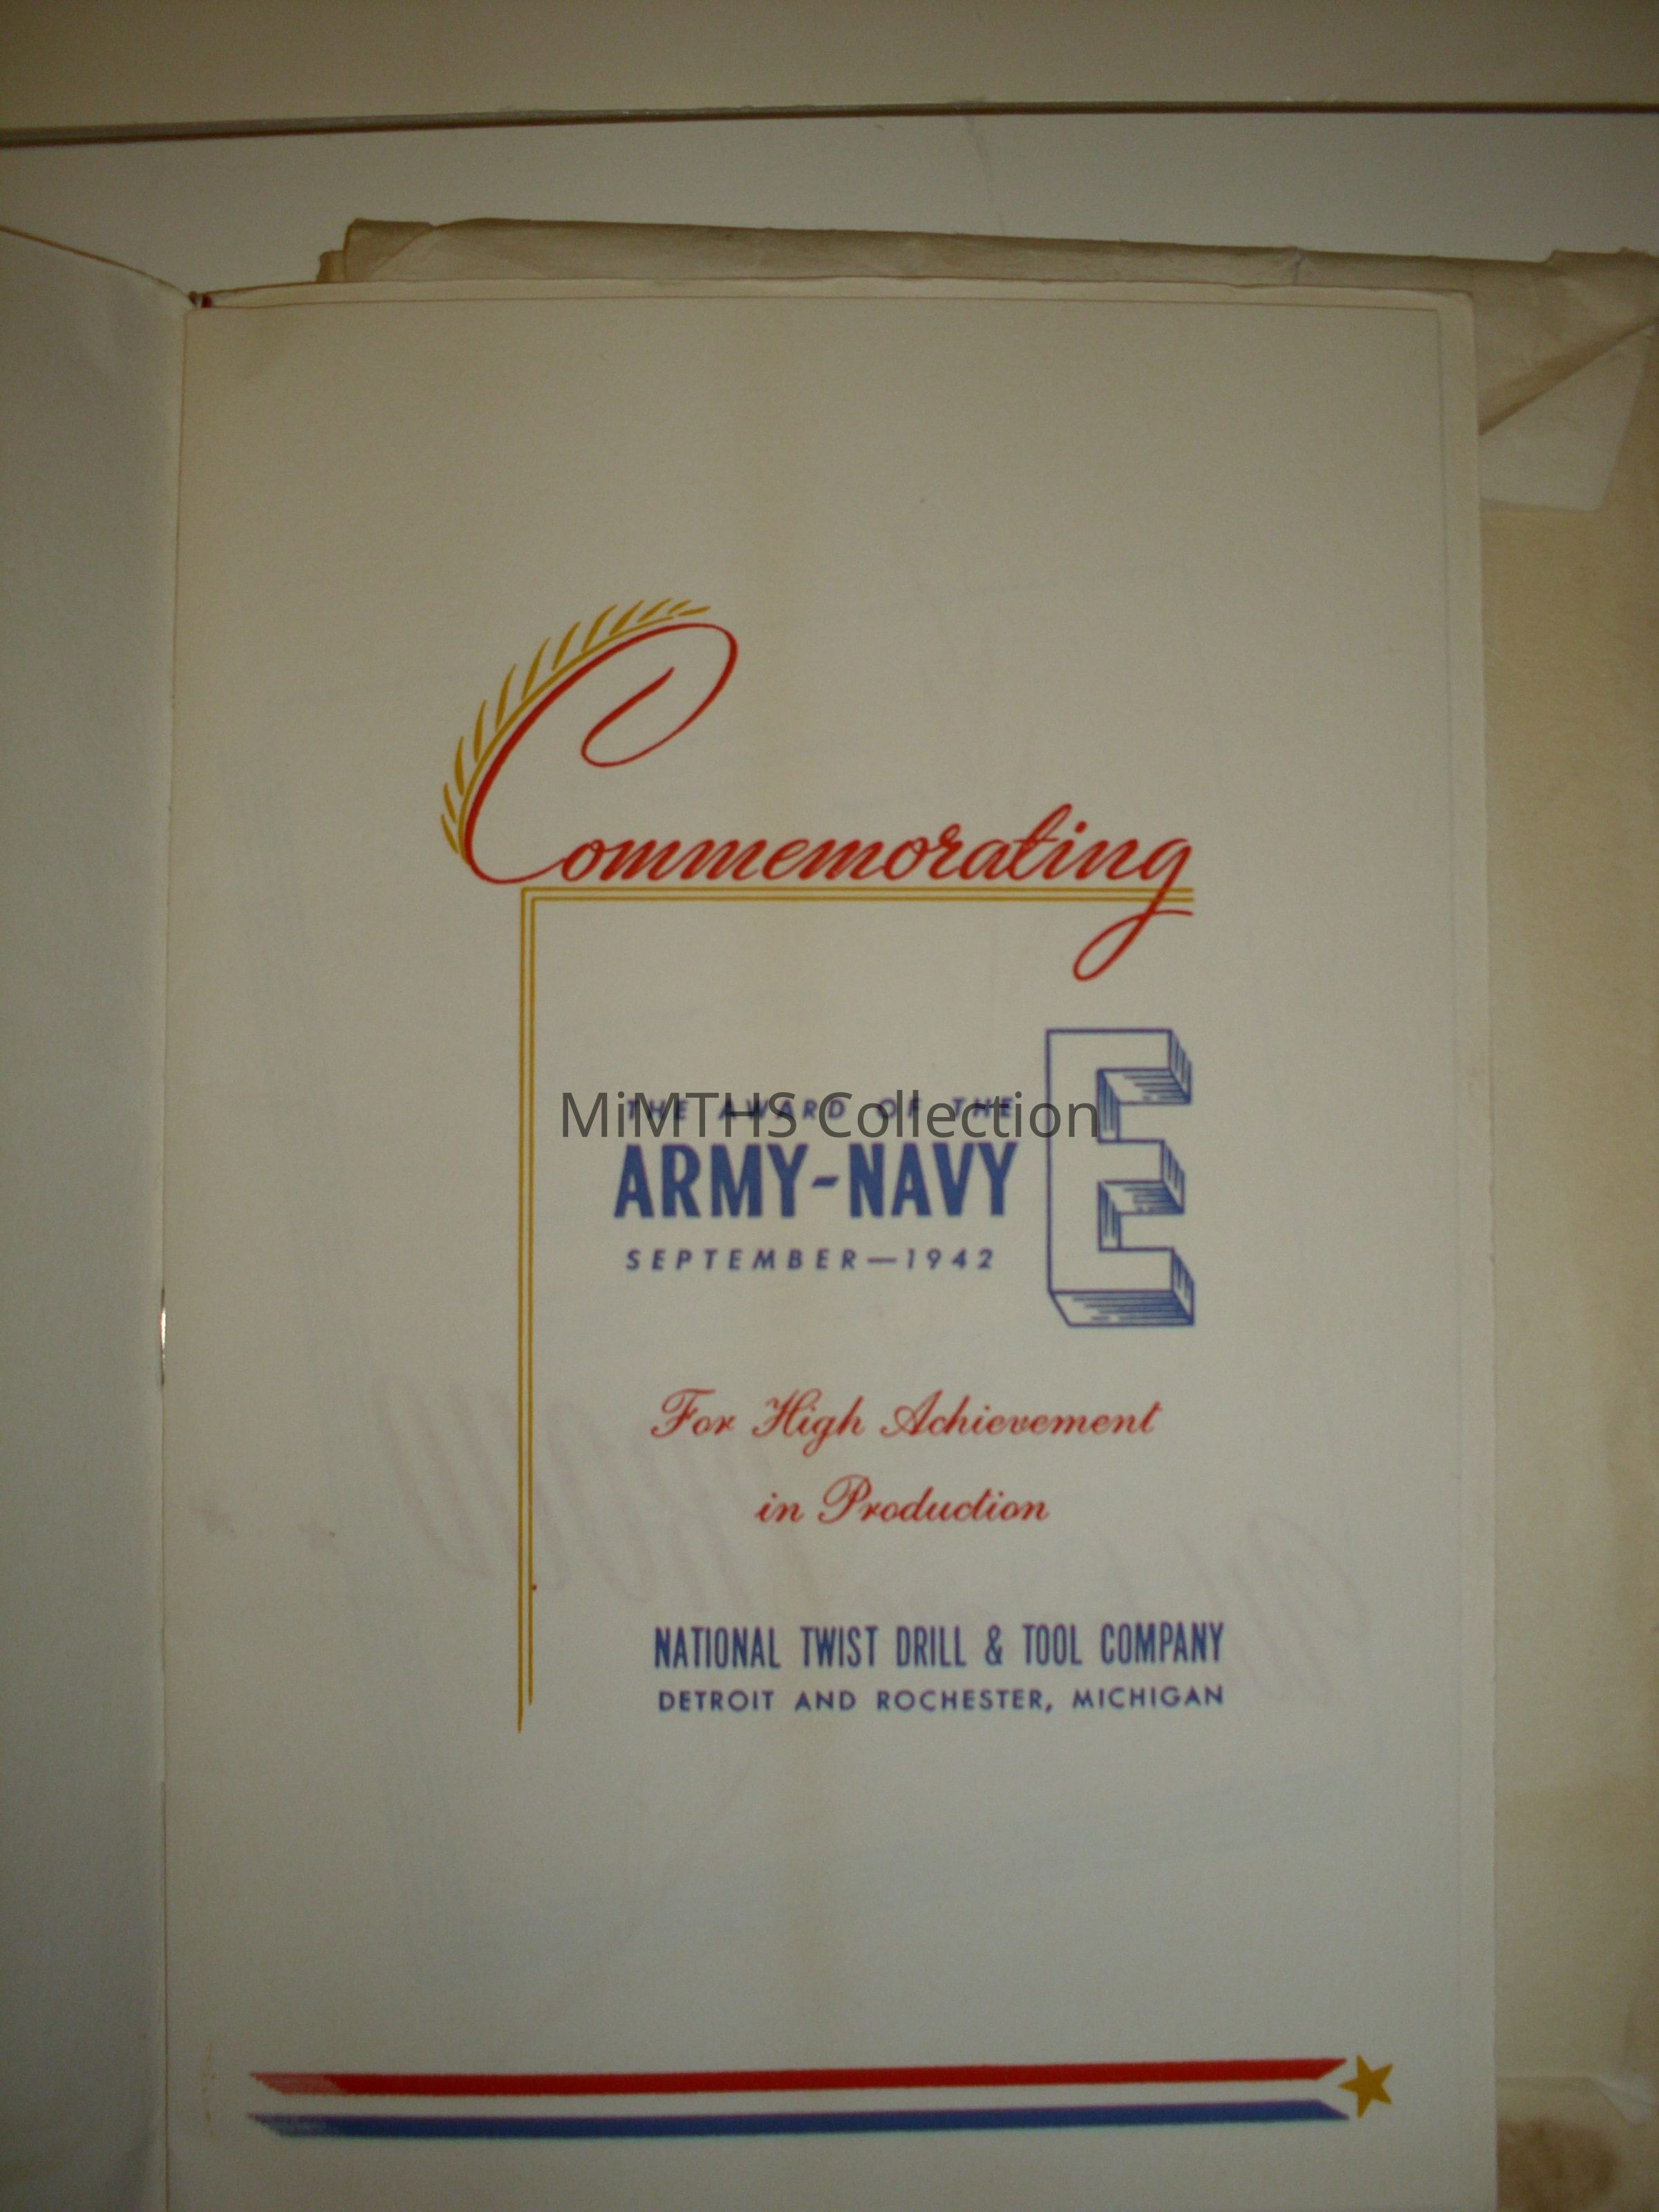 Commemorating
THE AWARD OF THE
MiMTHS Collection
ARMY-NAVY E
SEPTEMBER—1942
For High Achievement
in Production
NATIONAL TWIST DRILL & TOOL COMPANY
DETROIT AND ROCHESTER, MICHIGAN